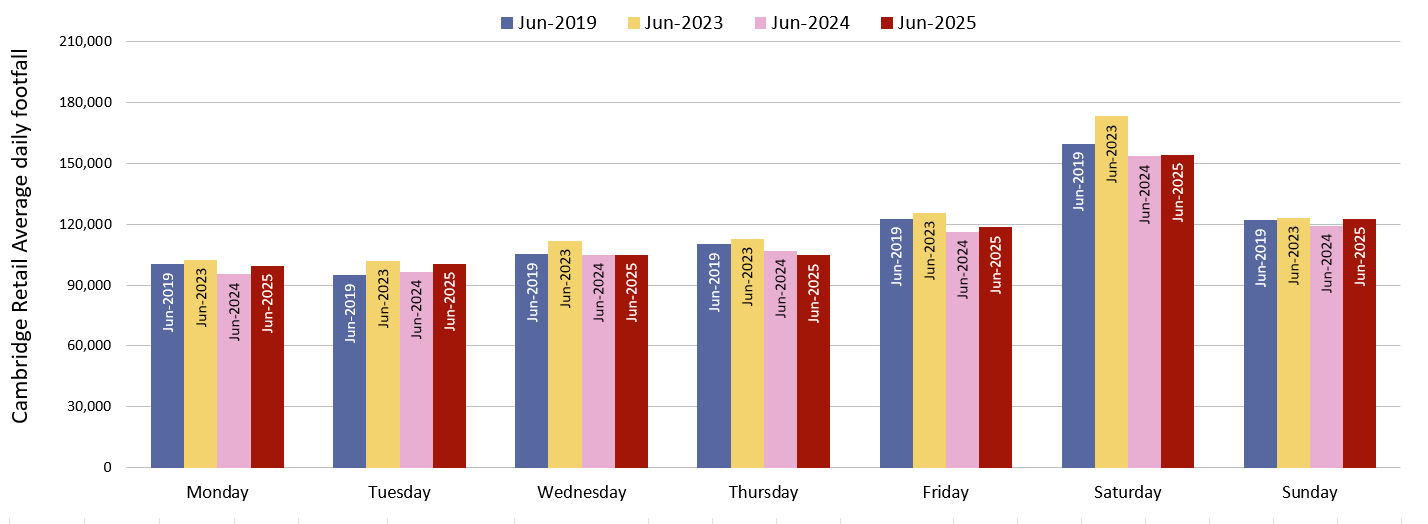 Jun-2019 Jun-2023 Jun-2024 Jun-2025
Cambridge Retail Average daily footfall
210,000
180,000
150,000
120,000
90,000
60,000
30,000
0
Jun-2019
Jun-2023
Jun-2024
Jun-2025
Jun-2019
Jun-2023
Jun-2024
Jun-2025
Jun-2019
Jun-2023
Jun-2024
Jun-2025
Jun-2019
Jun-2023
Jun-2024
Jun-2025
Jun-2019
Jun-2023
Jun-2024
Jun-2025
Jun-2019
Jun-2023
Jun-2024
Jun-2025
Jun-2019
Jun-2023
Jun-2024
Jun-2025
Monday Tuesday Wednesday Thursday Friday Saturday Sunday